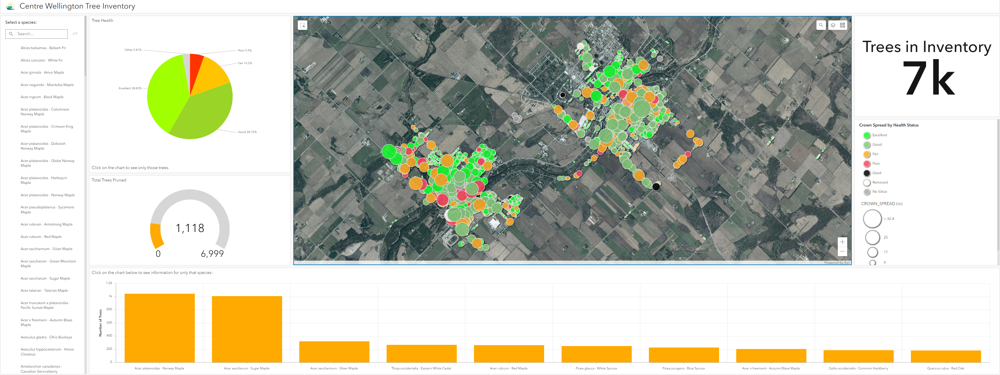 Centre Wellington Tree Inventory
Select a species:
Search...
Abies balsamea - Balsam Fir
Abies concolor - White Fir
Acer ginnala - Amur Maple
Acer negundo - Manitoba Maple
Acer nigrum - Black Maple
Acer platanoides - Columnare
Norway Maple
Acer platanoides - Crimson King
Maple
Acer platanoides - Deborah
Norway Maple
Acer platanoides - Globe Norway
Maple
Acer platanoides - Harlequin
Maple
Acer platanoides - Norway Maple
Acer pseudoplatanus - Sycamore
Maple
Acer rubrum - Armstrong Maple
Acer rubrum - Red Maple
Acer saccharinum - Silver Maple
Acer saccharum - Green Mountain
Maple
Acer saccharum - Sugar Maple
Acer tatarian - Tatarian Maple
Acer truncatum x platanoides -
Pacific Sunset Maple
Acer x freemanii - Autumn Blaze
Maple
Aesculus gladra - Ohio Buckeye
Aesculus hippocastanum - Horse
Chestnut
Amelanchier canadensis -
Canadian Serviceberry
Tree Health
Other 2.81%
Poor 5.4%
Fair 14.2%
Excellent 38.83%
Good 38.75%
Click on the chart to see only those trees.
Total Trees Pruned
1,118
0
6,999
Powered by Esri
Trees in Inventory
7k
Crown Spread by Health Status
Excellent
Good
Fair
Poor
Dead
Removed
No Value
CROWN_SPREAD (m)
> 32.4
25
17
9
Click on the chart below to see information for only that species:
Number of Trees
1.2k
1k
800
600
400
200
0
Acer platanoides - Norway Maple
Acer saccharum - Sugar Maple
Acer saccharinum - Silver Maple
Thuja occidentalis - Eastern White Cedar
Acer rubrum - Red Maple
Picea glauca - White Spruce
Picea pungens - Blue Spruce
Acer x freemanii - Autumn Blaze Maple
Celtis occidentalis - Common Hackberry
Quercus rubra - Red Oak